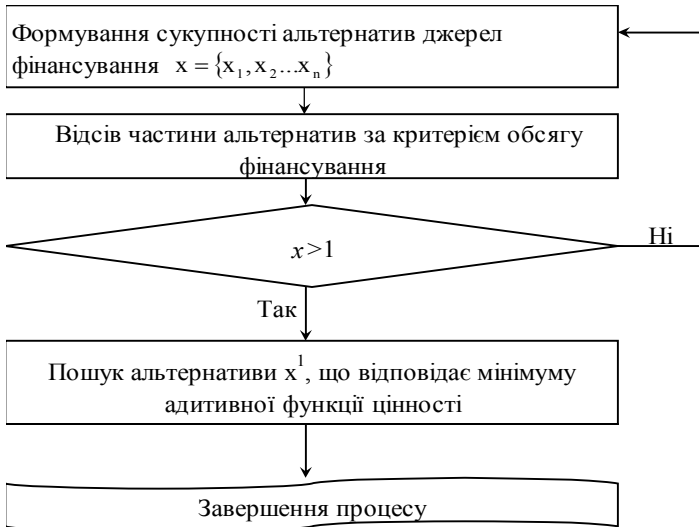 Формування сукупності альтернатив джерел
фінансування x = {x₁, x₂...xₙ}
Відсів частини альтернатив за критерієм обсягу
фінансування
x>1
Ні
Так
Пошук альтернативи x¹, що відповідає мінімуму
адитивної функції цінності
Завершення процесу